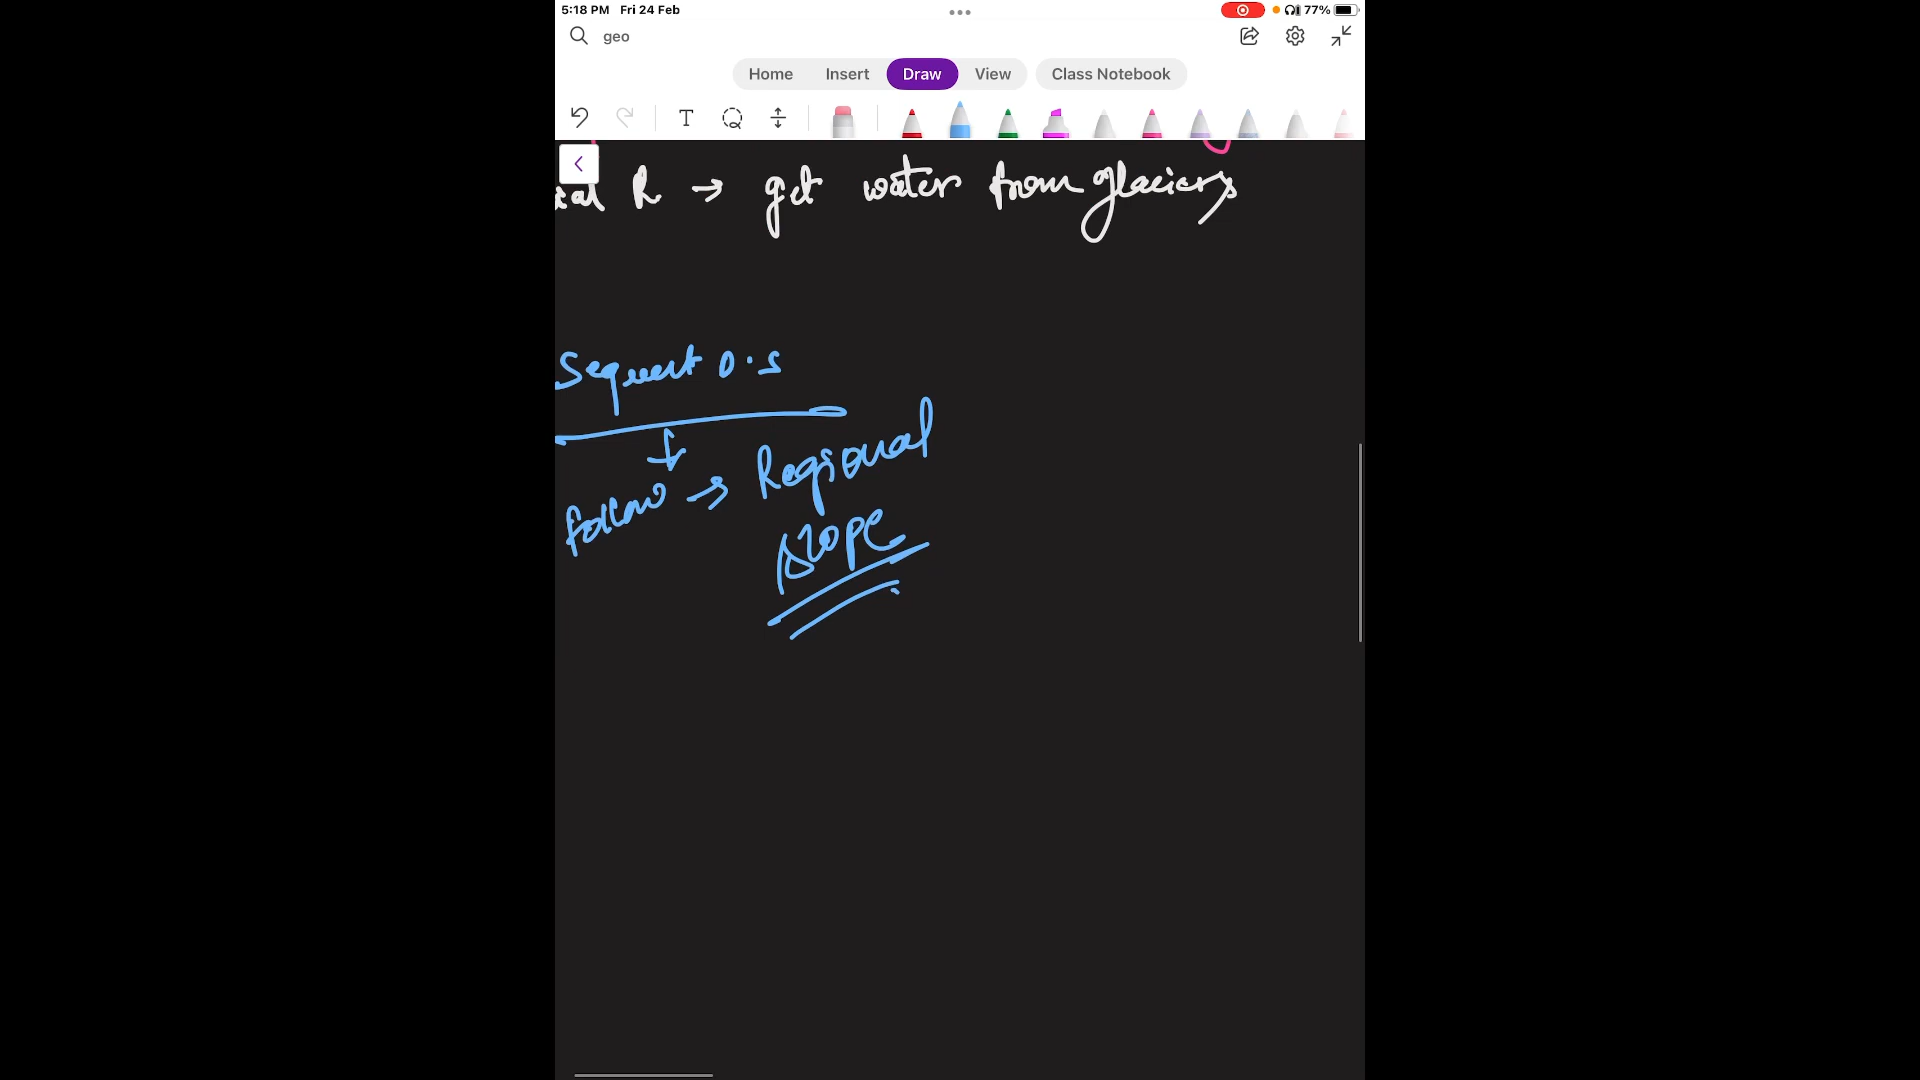 5:18 PM Fri 24 Feb
77%
geo
Home Insert Draw View Class Notebook
T
R → get water from glaciers
Sequent D.S
follow → Regional
slope